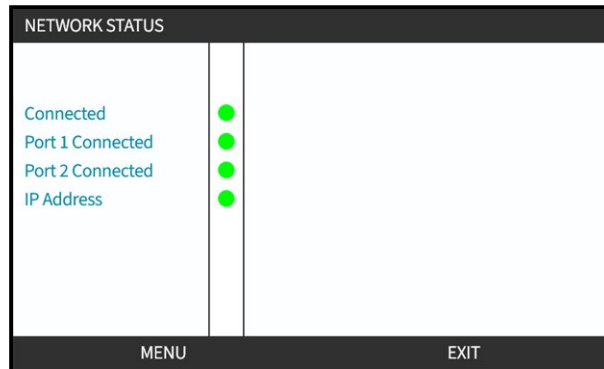 NETWORK STATUS
Connected
Port 1 Connected
Port 2 Connected
IP Address
MENU EXIT